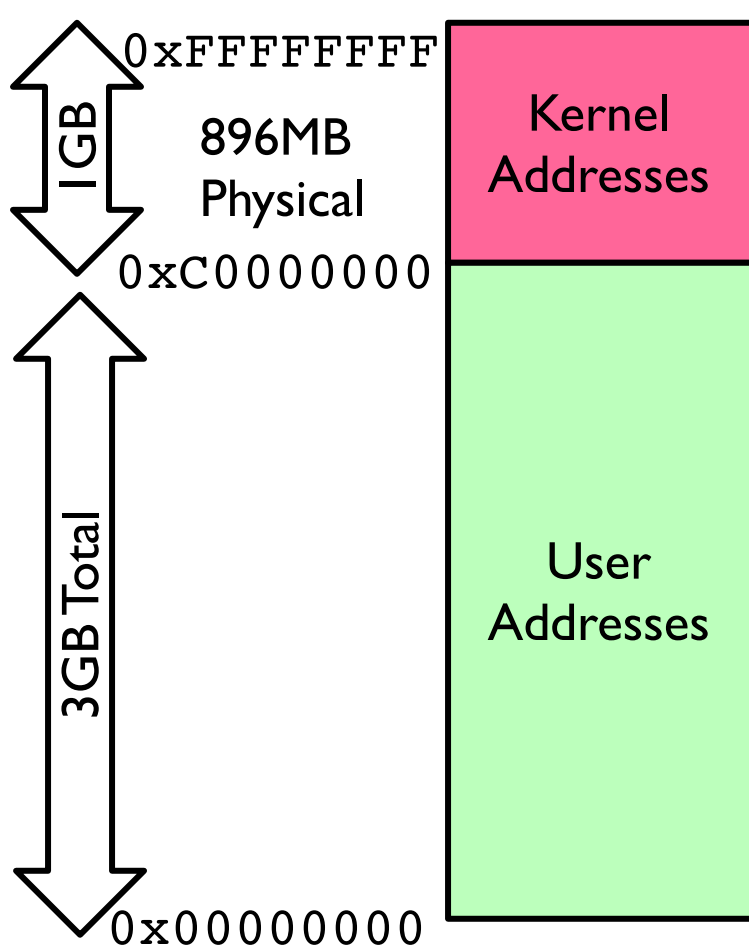 0xFFFFFFFF
1GB
896MB
Physical
Kernel
Addresses
0xC0000000
3GB Total
User
Addresses
0x00000000